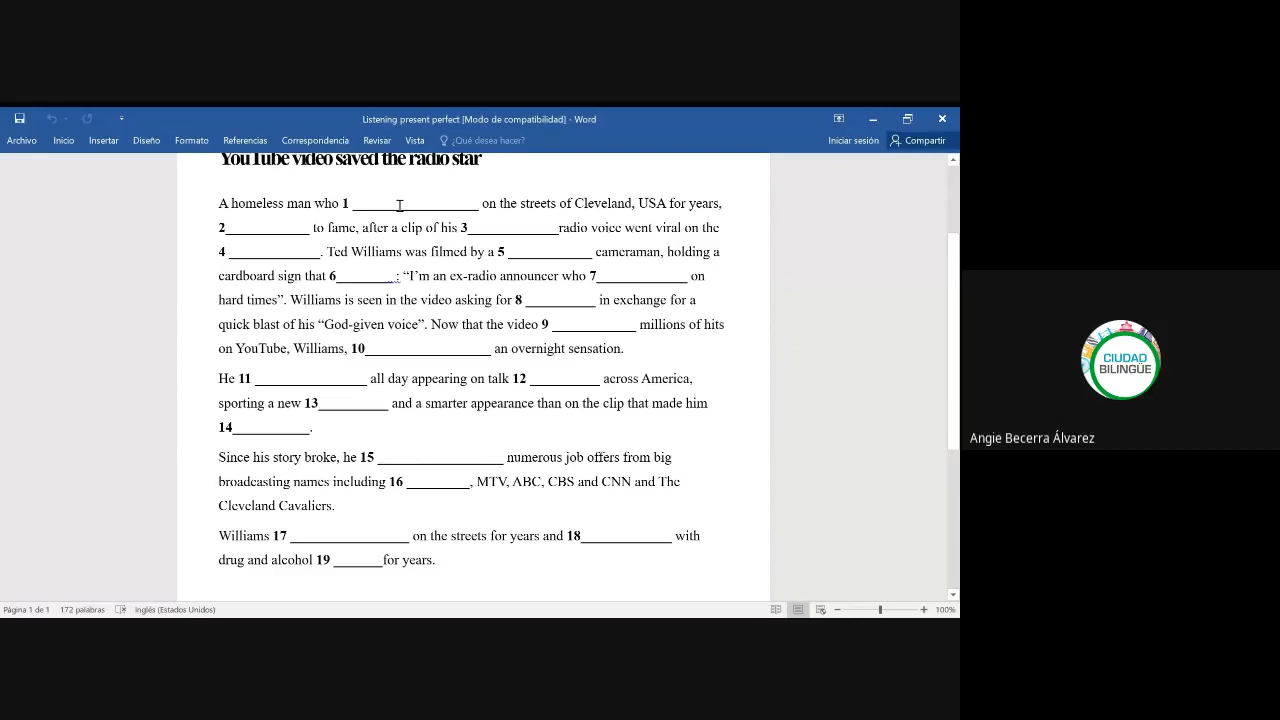 Listening present perfect [Modo de compatibilidad] - Word
Archivo Inicio Insertar Diseño Formato Referencias Correspondencia Revisar Vista ¿Qué desea hacer? Iniciar sesión Compartir
YouTube video saved the radio star
A homeless man who 1 __________________ on the streets of Cleveland, USA for years,
2____________ to fame, after a clip of his 3_____________radio voice went viral on the
4 _____________. Ted Williams was filmed by a 5 ____________ cameraman, holding a
cardboard sign that 6_________: “I’m an ex-radio announcer who 7_____________ on
hard times”. Williams is seen in the video asking for 8 __________ in exchange for a
quick blast of his “God-given voice”. Now that the video 9 ____________ millions of hits
on YouTube, Williams, 10__________________ an overnight sensation.
He 11 ________________ all day appearing on talk 12 __________ across America,
sporting a new 13__________ and a smarter appearance than on the clip that made him
14___________.
Since his story broke, he 15 __________________ numerous job offers from big
broadcasting names including 16 _________, MTV, ABC, CBS and CNN and The
Cleveland Cavaliers.
Williams 17 _________________ on the streets for years and 18_____________ with
drug and alcohol 19 _______for years.
Página 1 de 1 172 palabras Inglés (Estados Unidos) 100%
CIUDAD
BILINGÜE
Angie Becerra Álvarez